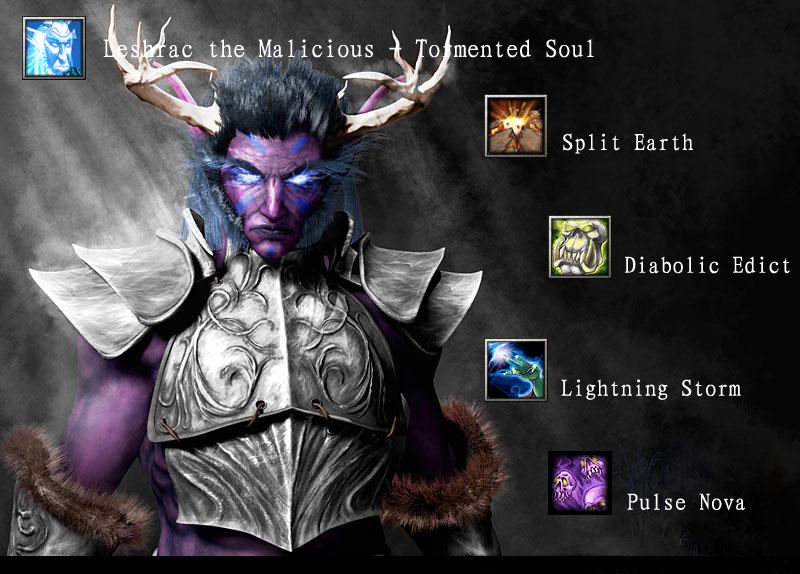 Leshrac the Malicious - Tormented Soul
Split Earth
Diabolic Edict
Lightning Storm
Pulse Nova